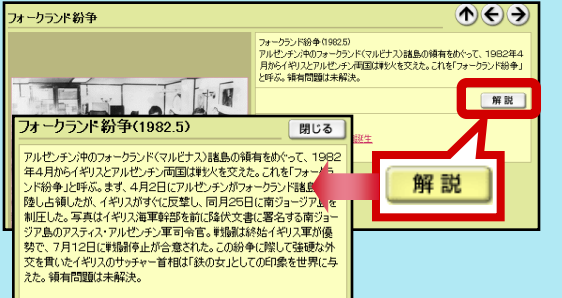 フォークランド紛争
フォークランド紛争(1982.5)
アルゼンチン沖のフォークランド(マルビナス)諸島の領有をめぐって、1982年4
月からイギリスとアルゼンチン両国は戦火を交えた。これを「フォークランド紛争」
と呼ぶ。領有問題は未解決。
解説
誕生
フォークランド紛争(1982.5)
閉じる
アルゼンチン沖のフォークランド(マルビナス)諸島の領有をめぐって、1982
年4月からイギリスとアルゼンチン両国は戦火を交えた。これを「フォークラ
ンド紛争」と呼ぶ。まず、4月2日にアルゼンチンがフォークランド諸島
陸し占領したが、イギリスがすぐに反撃し、同月25日に南ジョージア島を
制圧した。写真はイギリス海軍幹部を前に降伏文書に署名する南ジョー
ジア島のアスティス・アルゼンチン軍司令官。戦闘は終始イギリス軍が優
勢で、7月12日に戦闘停止が合意された。この紛争に際して強硬な外
交を貫いたイギリスのサッチャー首相は「鉄の女」としての印象を世界に与
えた。領有問題は未解決。
解説